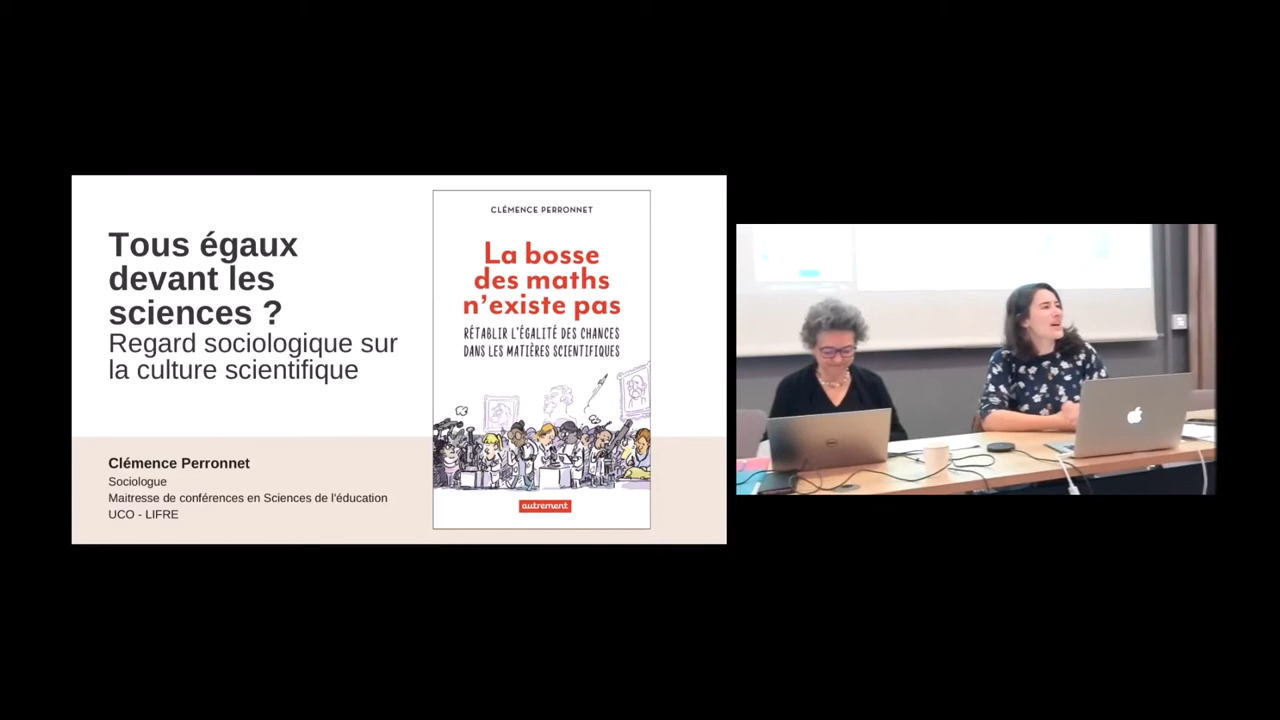 Tous égaux
devant les
sciences ?
Regard sociologique sur
la culture scientifique
Clémence Perronnet
Sociologue
Maitresse de conférences en Sciences de l'éducation
UCO - LIFRE
CLÉMENCE PERRONNET
La bosse
des maths
n'existe pas
RÉTABLIR L'ÉGALITÉ DES CHANCES
DANS LES MATIÈRES SCIENTIFIQUES
autrement
DELL